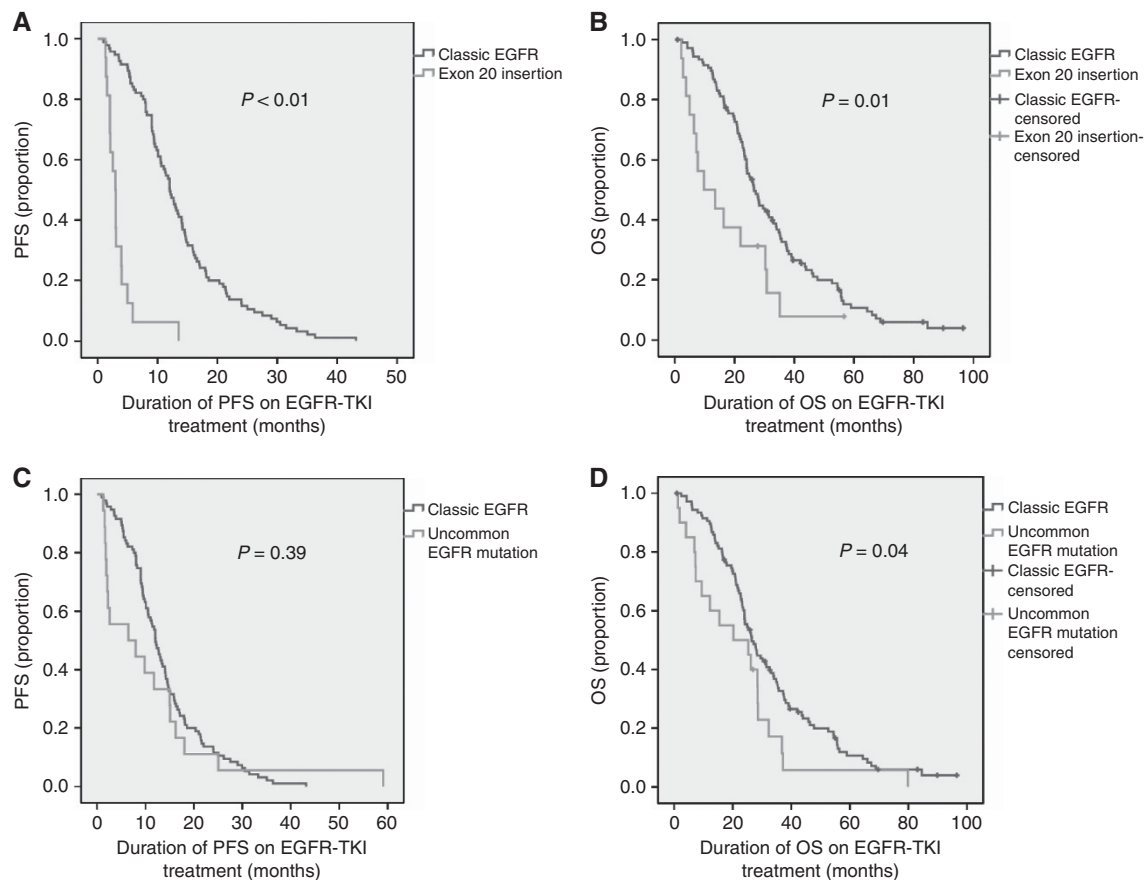 A
PFS (proportion)
1.0
0.8
0.6
0.4
0.2
0.0
P < 0.01
Classic EGFR
Exon 20 insertion
0 10 20 30 40 50
Duration of PFS on EGFR-TKI
treatment (months)
B
OS (proportion)
1.0
0.8
0.6
0.4
0.2
0.0
P = 0.01
Classic EGFR
Exon 20 insertion
Classic EGFR-
censored
Exon 20 insertion-
censored
0 20 40 60 80 100
Duration of OS on EGFR-TKI
treatment (months)
C
PFS (proportion)
1.0
0.8
0.6
0.4
0.2
0.0
P = 0.39
Classic EGFR
Uncommon
EGFR mutation
0 10 20 30 40 50 60
Duration of PFS on EGFR-TKI
treatment (months)
D
OS (proportion)
1.0
0.8
0.6
0.4
0.2
0.0
P = 0.04
Classic EGFR
Uncommon
EGFR mutation
Classic EGFR-
censored
Uncommon
EGFR mutation
censored
0 20 40 60 80 100
Duration of OS on EGFR-TKI
treatment (months)